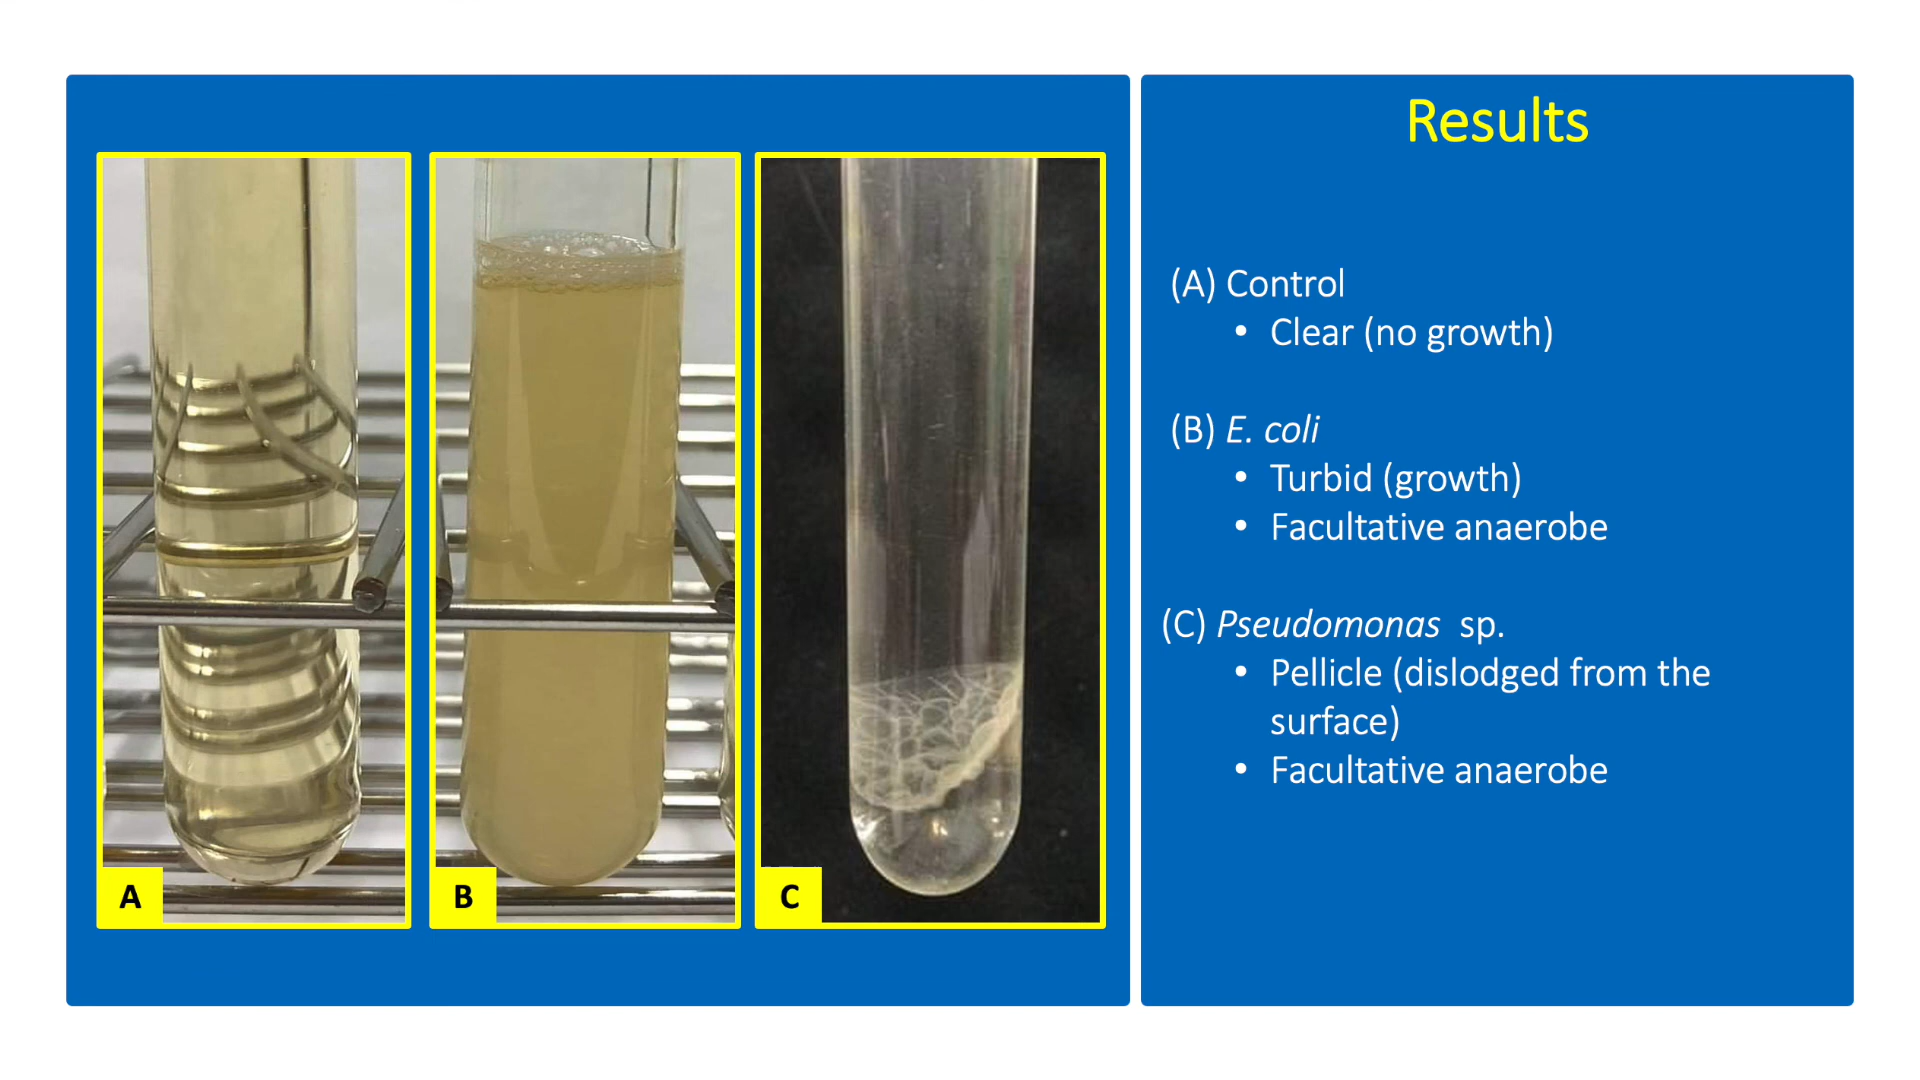 A
B
C
Results
(A) Control
• Clear (no growth)
(B) E. coli
• Turbid (growth)
• Facultative anaerobe
(C) Pseudomonas sp.
• Pellicle (dislodged from the
surface)
• Facultative anaerobe